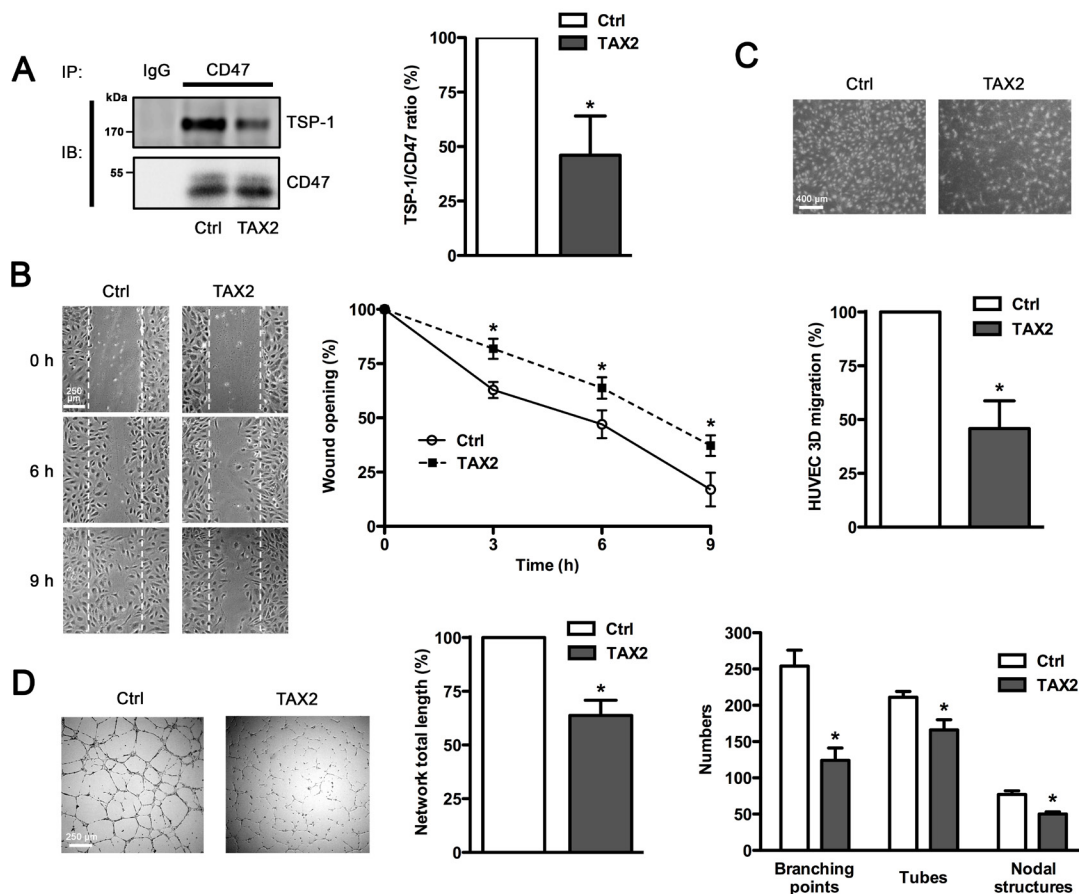 A
IP:
IgG
CD47
kDa
170
TSP-1
IB:
55
CD47
Ctrl
TAX2
TSP-1/CD47 ratio (%)
100
75
50
25
0
Ctrl
TAX2
*
C
Ctrl
TAX2
400 µm
B
Ctrl
TAX2
0 h
250
µm
6 h
9 h
Wound opening (%)
100
75
50
25
0
*
*
*
Ctrl
TAX2
0
3
6
9
Time (h)
HUVEC 3D migration (%)
100
75
50
25
0
Ctrl
TAX2
*
D
Ctrl
TAX2
250 µm
Network total length (%)
100
75
50
25
0
Ctrl
TAX2
*
Numbers
300
250
200
150
100
50
0
Ctrl
TAX2
*
*
*
Branching
points
Tubes
Nodal
structures